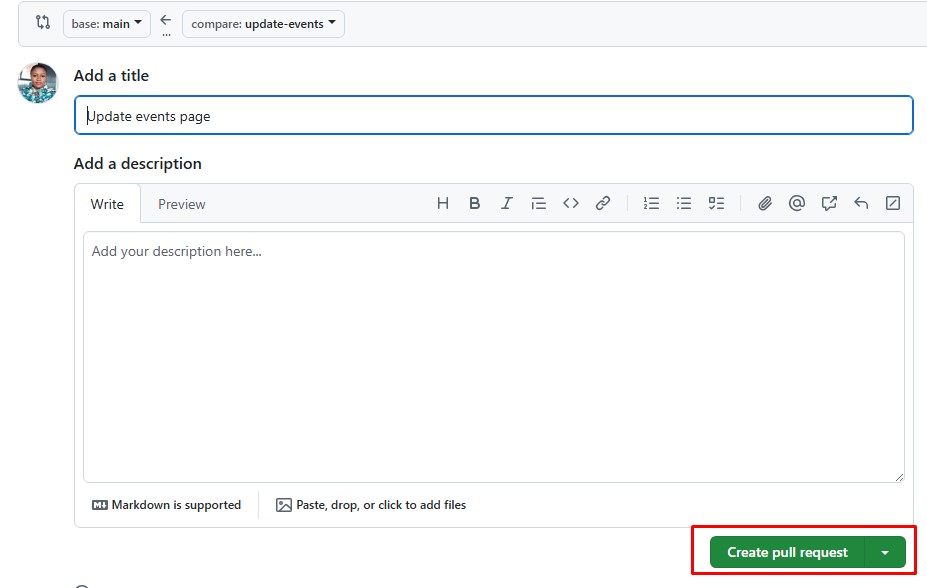 base: main
...
compare: update-events
Add a title
Update events page
Add a description
Write Preview
Add your description here...
Markdown is supported
Paste, drop, or click to add files
Create pull request